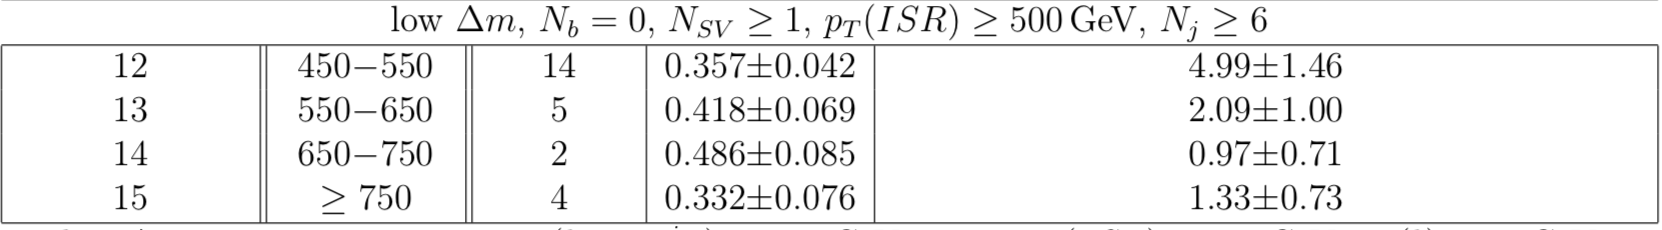 low Δm, N_b = 0, N_SV ≥ 1, p_T(ISR) ≥ 500 GeV, N_j ≥ 6
12 450−550 14 0.357±0.042 4.99±1.46
13 550−650 5 0.418±0.069 2.09±1.00
14 650−750 2 0.486±0.085 0.97±0.71
15 ≥ 750 4 0.332±0.076 1.33±0.73